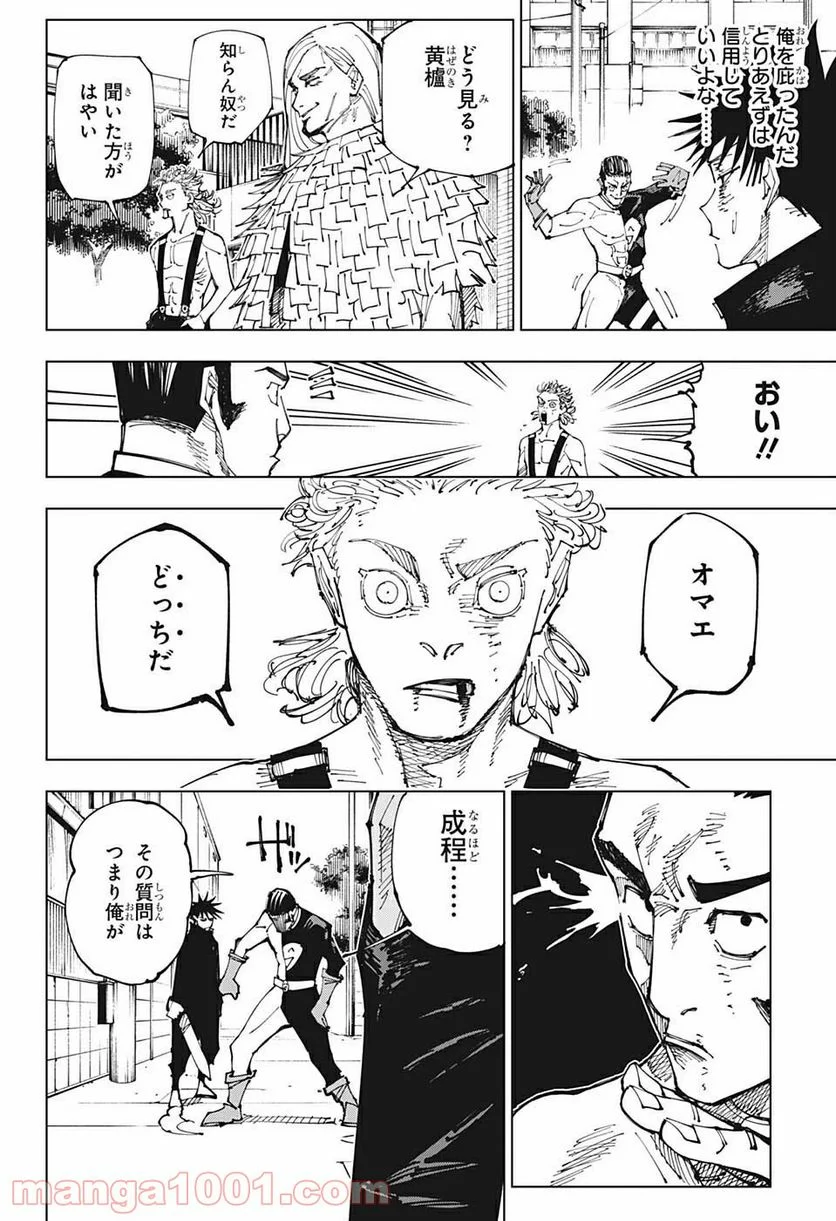 俺を庇ったんだ
とりあえずは
信用して
いいよな……
どう見る?
黄櫨
知らん奴だ
聞いた方が
はやい
おい!!
オマエ
どっちだ
成程……
ガッ
その質問は
つまり俺が
manga1001.com